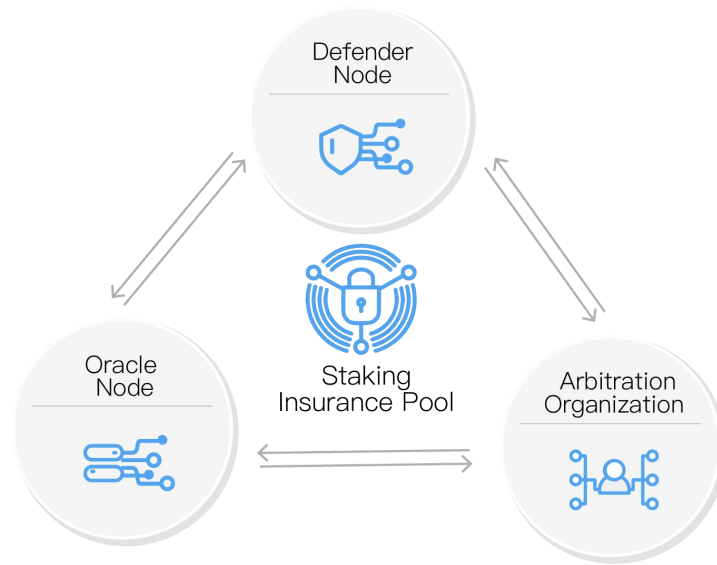 Defender
Node
Staking
Insurance Pool
Oracle
Node
Arbitration
Organization